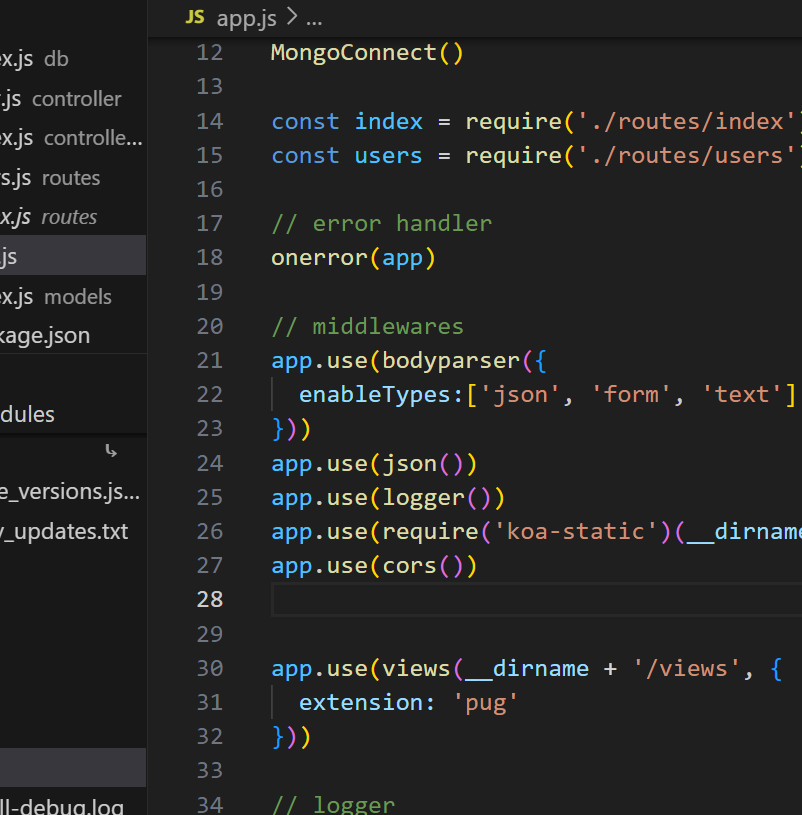 JS app.js > ...
ex.js db
.js controller
ex.js controlle...
s.js routes
ex.js routes
.js
ex.js models
kage.json
dules
e_versions.js...
y_updates.txt
ll-debug.log
12 MongoConnect()
13
14 const index = require('./routes/index')
15 const users = require('./routes/users')
16
17 // error handler
18 onerror(app)
19
20 // middlewares
21 app.use(bodyparser({
22 enableTypes:['json', 'form', 'text']
23 }))
24 app.use(json())
25 app.use(logger())
26 app.use(require('koa-static')(__dirname
27 app.use(cors())
28
29
30 app.use(views(__dirname + '/views', {
31 extension: 'pug'
32 }))
33
34 // logger